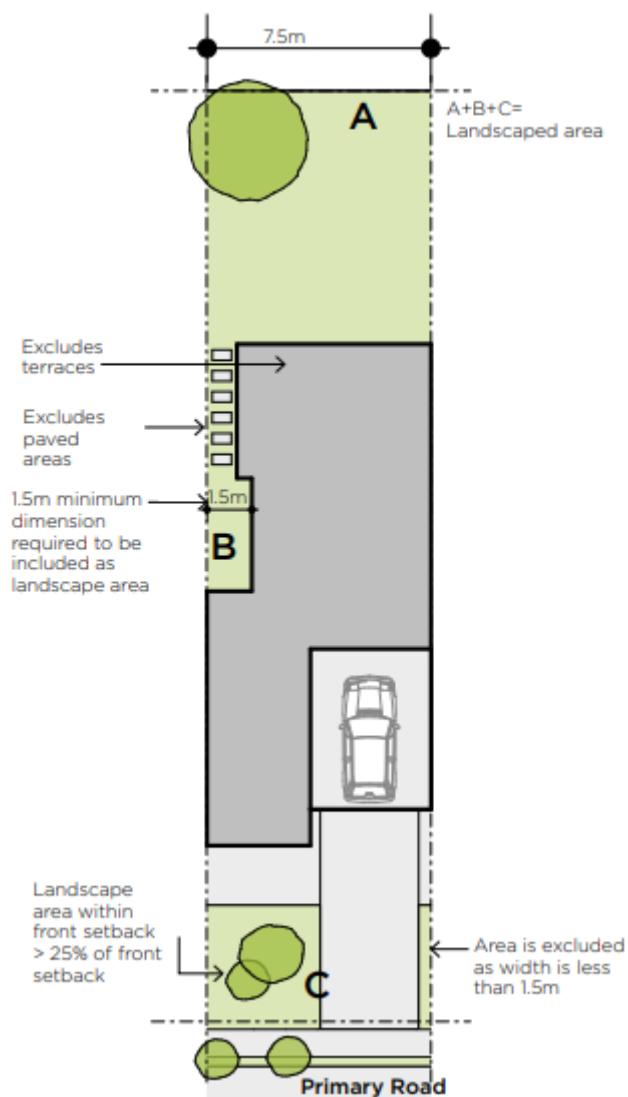 7.5m
A
A+B+C=
Landscaped area
Excludes
terraces
Excludes
paved
areas
1.5m minimum
dimension
required to be
included as
landscape area
1.5m
B
Landscape
area within
front setback
> 25% of front
setback
C
Area is excluded
as width is less
than 1.5m
Primary Road